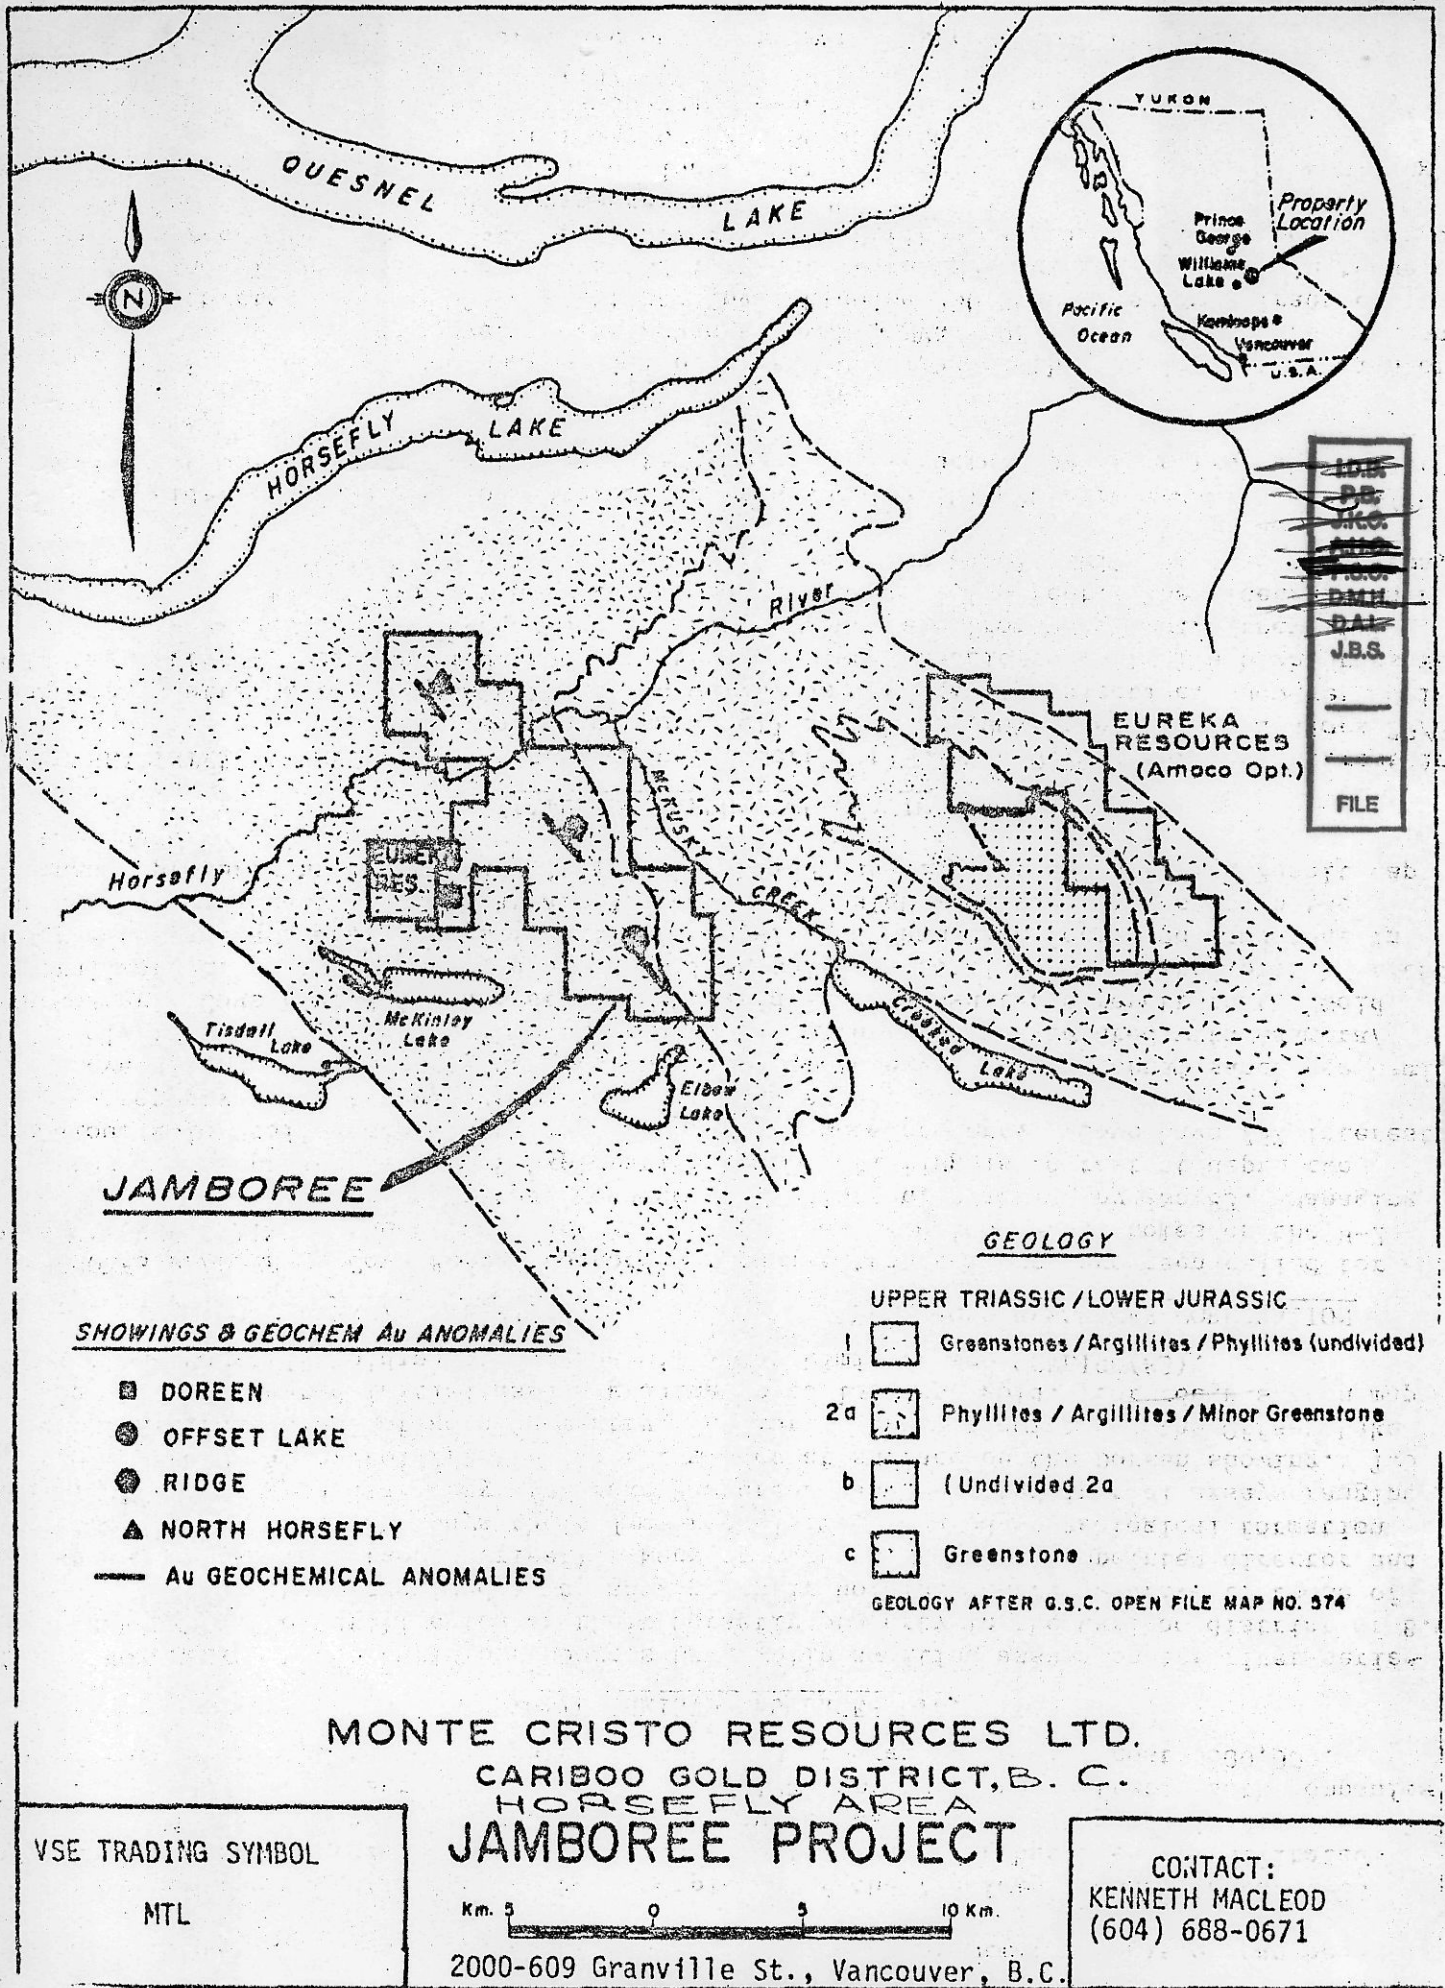 QUESNEL LAKE
N
YUKON
Property
Location
Prince
George
Williams
Lake
Pacific
Ocean
Kamloops
Vancouver
U.S.A.
HORSEFLY LAKE
I.D.B.
P.B.
J.K.O.
D.M.H.
D.A.L.
J.B.S.
FILE
River
EUREKA
RESOURCES
(Amoco Opt.)
McKUSKY CREEK
Horsefly
EUREKA
RES.
McKinley
Lake
Tisdall
Lake
Crooked
Lake
Elbow
Lake
JAMBOREE
GEOLOGY
UPPER TRIASSIC / LOWER JURASSIC
1 Greenstones / Argillites / Phyllites (undivided)
2a Phyllites / Argillites / Minor Greenstone
b (Undivided 2a
c Greenstone
GEOLOGY AFTER G.S.C. OPEN FILE MAP NO. 574
SHOWINGS & GEOCHEM Au ANOMALIES
DOREEN
OFFSET LAKE
RIDGE
NORTH HORSEFLY
Au GEOCHEMICAL ANOMALIES
MONTE CRISTO RESOURCES LTD.
CARIBOO GOLD DISTRICT, B. C.
HORSEFLY AREA
JAMBOREE PROJECT
Km. 5 0 5 10 Km.
2000-609 Granville St., Vancouver, B.C.
VSE TRADING SYMBOL
MTL
CONTACT:
KENNETH MACLEOD
(604) 688-0671